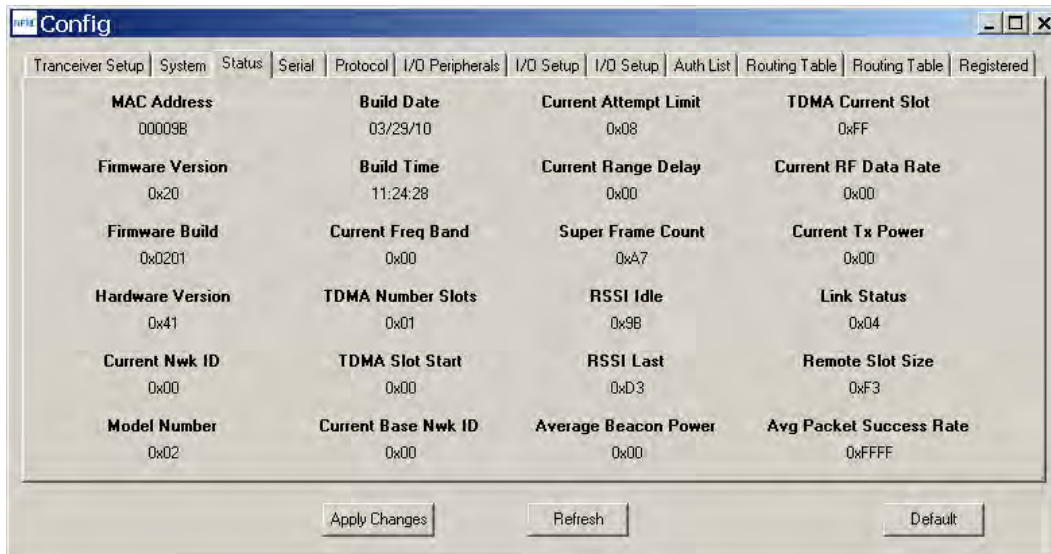 Config
Tranceiver Setup System Status Serial Protocol I/O Peripherals I/O Setup I/O Setup Auth List Routing Table Routing Table Registered
MAC Address Build Date Current Attempt Limit TDMA Current Slot
00009B 03/29/10 0x08 0xFF
Firmware Version Build Time Current Range Delay Current RF Data Rate
0x20 11:24:28 0x00 0x00
Firmware Build Current Freq Band Super Frame Count Current Tx Power
0x0201 0x00 0xA7 0x00
Hardware Version TDMA Number Slots RSSI Idle Link Status
0x41 0x01 0x9B 0x04
Current Nwk ID TDMA Slot Start RSSI Last Remote Slot Size
0x00 0x00 0xD3 0xF3
Model Number Current Base Nwk ID Average Beacon Power Avg Packet Success Rate
0x02 0x00 0x00 0xFFFF
Apply Changes Refresh Default